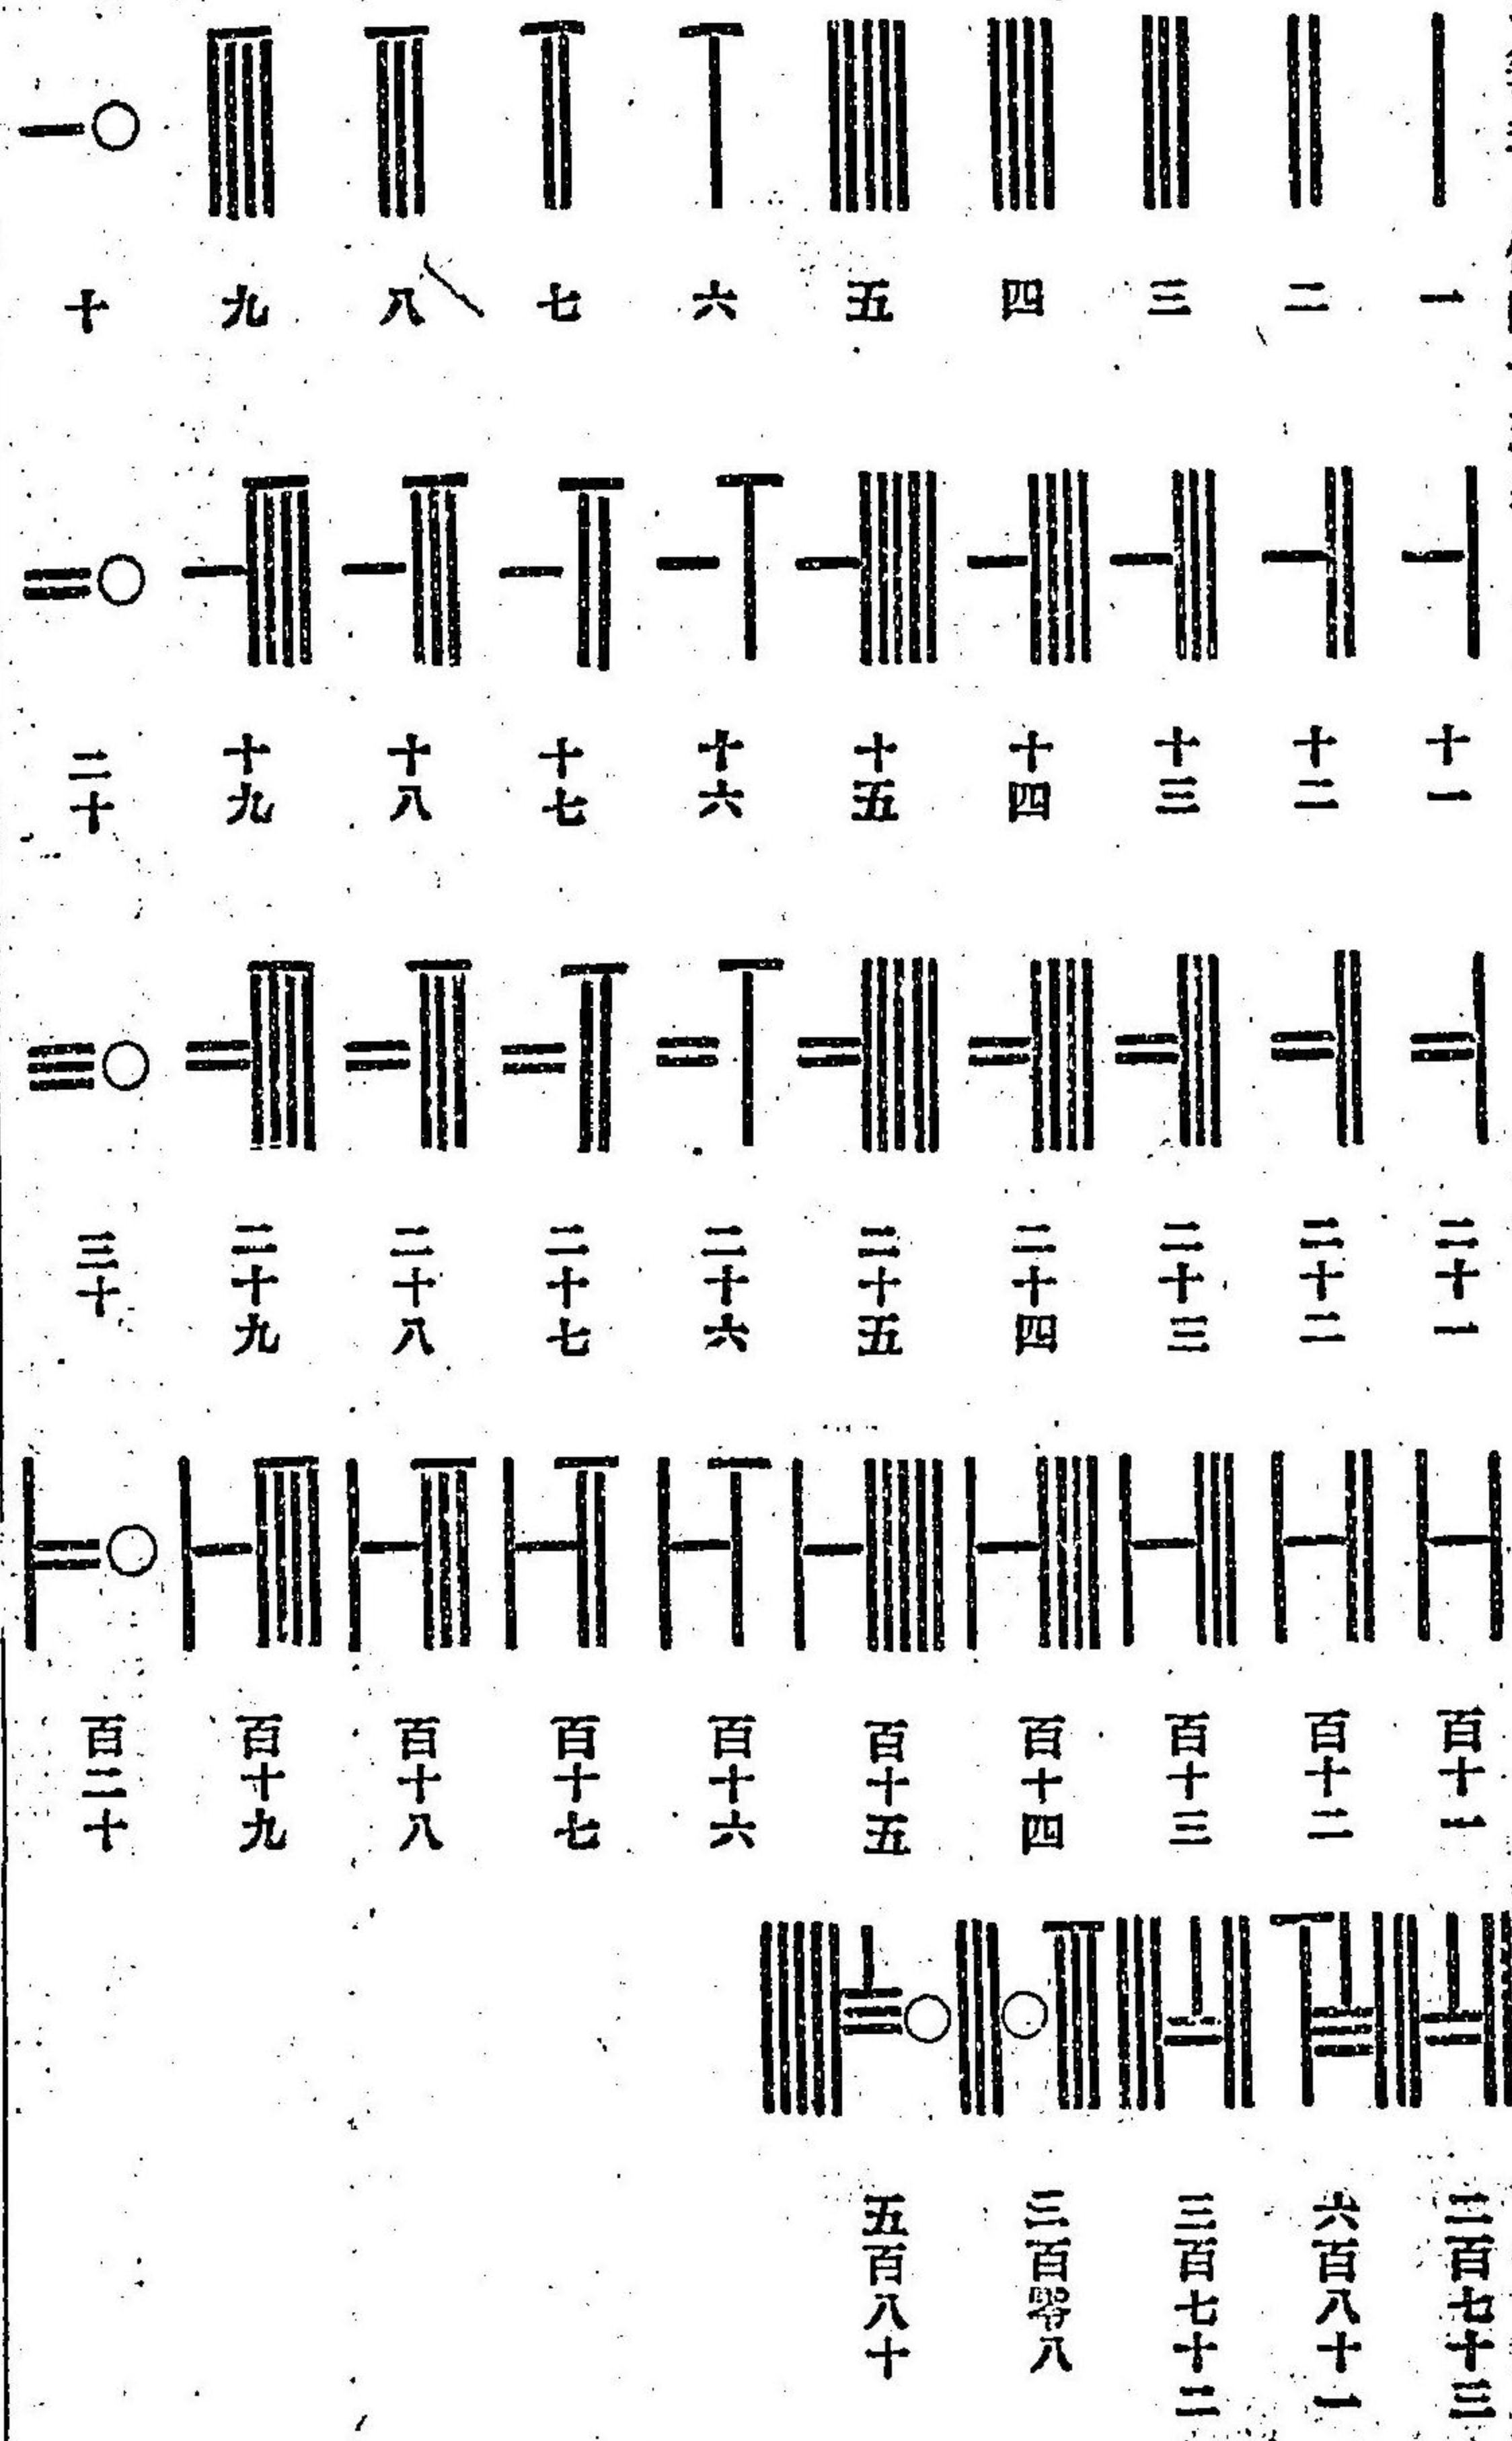 一
二
三
四
五
六
七
八
九
十
十一
十二
十三
十四
十五
十六
十七
十八
十九
二十
二十一
二十二
二十三
二十四
二十五
二十六
二十七
二十八
二十九
三十
百十一
百十二
百十三
百十四
百十五
百十六
百十七
百十八
百十九
百二十
二百七十三
六百八十一
三百七十二
三百零八
五百八十